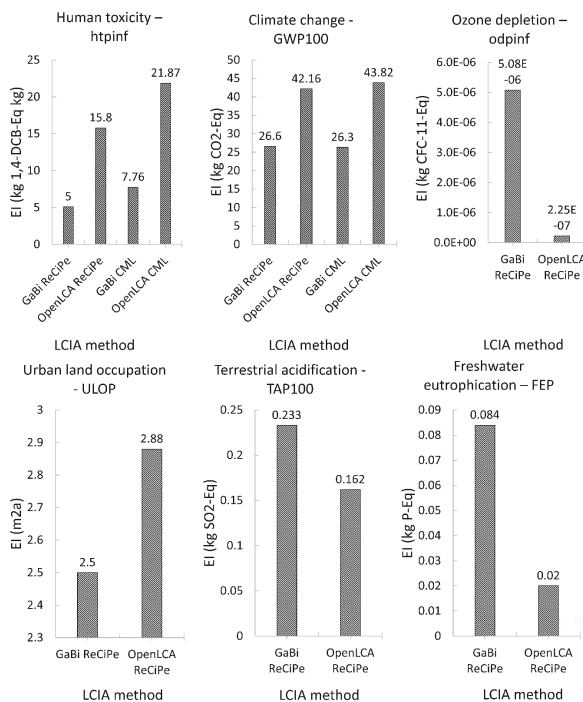 Human toxicity –
htpinf
EI (kg 1,4-DCB-Eq kg)
25
20
15
10
5
0
5
15.8
7.76
21.87
GaBi ReCiPe
OpenLCA ReCiPe
GaBi CML
OpenLCA CML
LCIA method
Climate change -
GWP100
EI (kg CO2-Eq)
50
45
40
35
30
25
20
15
10
5
0
26.6
42.16
26.3
43.82
GaBi ReCiPe
OpenLCA ReCiPe
GaBi CML
OpenLCA CML
LCIA method
Ozone depletion –
odpinf
EI (kg CFC-11-Eq)
6.0E-06
5.0E-06
4.0E-06
3.0E-06
2.0E-06
1.0E-06
0.0E+00
5.08E
-06
2.25E
-07
GaBi
ReCiPe
OpenLCA
ReCiPe
LCIA method
Urban land occupation
- ULOP
EI (m2a)
3
2.9
2.8
2.7
2.6
2.5
2.4
2.3
2.5
2.88
GaBi ReCiPe
OpenLCA
ReCiPe
LCIA method
Terrestrial acidification -
TAP100
EI (kg SO2-Eq)
0.25
0.2
0.15
0.1
0.05
0
0.233
0.162
GaBi
ReCiPe
OpenLCA
ReCiPe
LCIA method
Freshwater
eutrophication – FEP
EI (kg P-Eq)
0.09
0.08
0.07
0.06
0.05
0.04
0.03
0.02
0.01
0
0.084
0.02
GaBi
ReCiPe
OpenLCA
ReCiPe
LCIA method